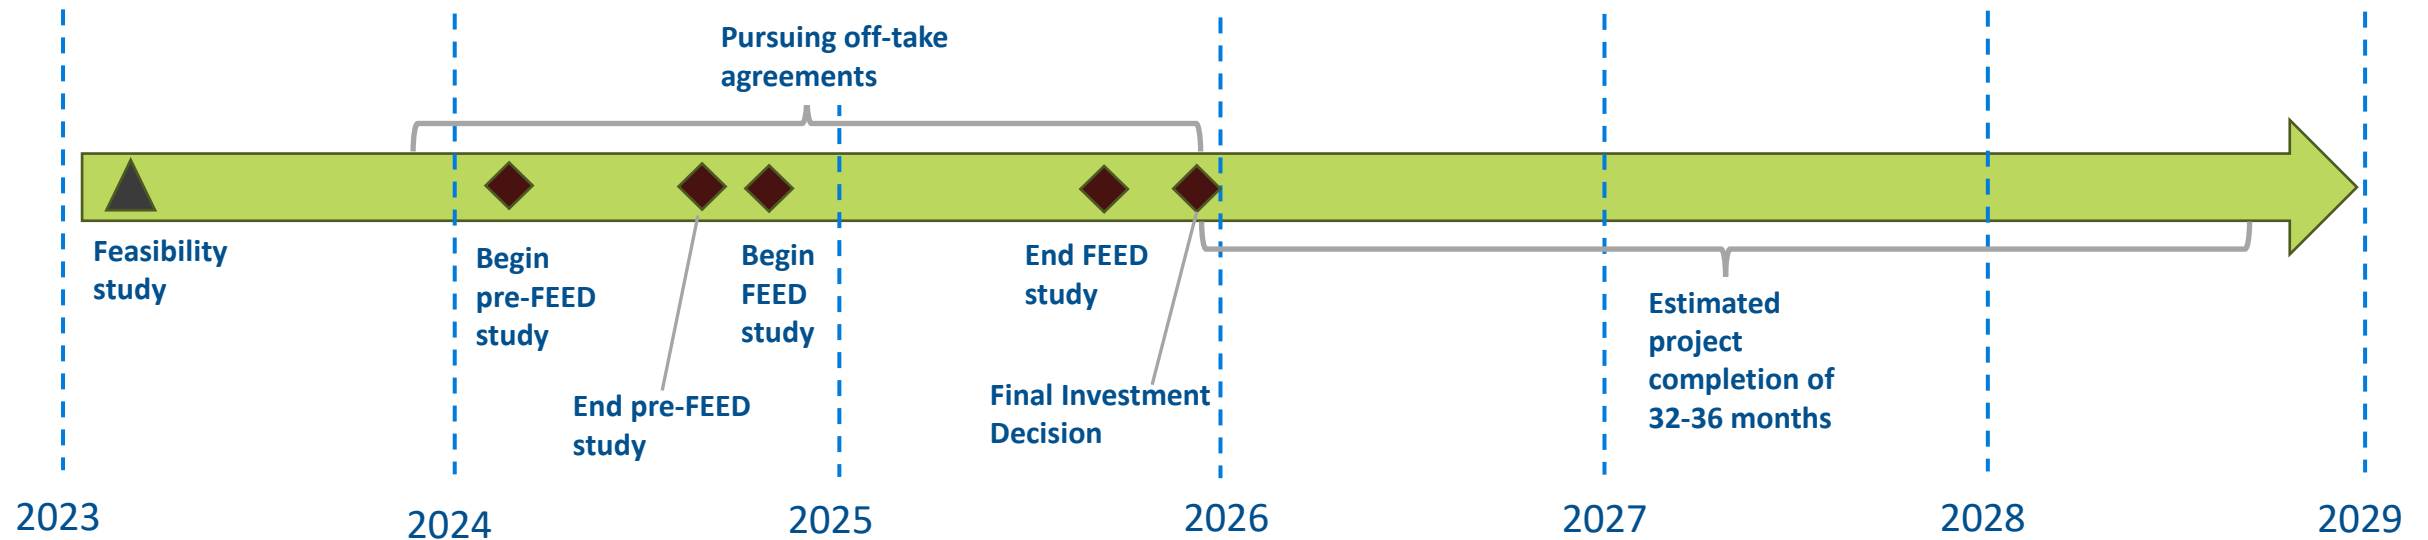 Pursuing off-take
agreements
Feasibility
study
Begin
pre-FEED
study
End pre-FEED
study
Begin
FEED
study
End FEED
study
Final Investment
Decision
Estimated
project
completion of
32-36 months
2023
2024
2025
2026
2027
2028
2029